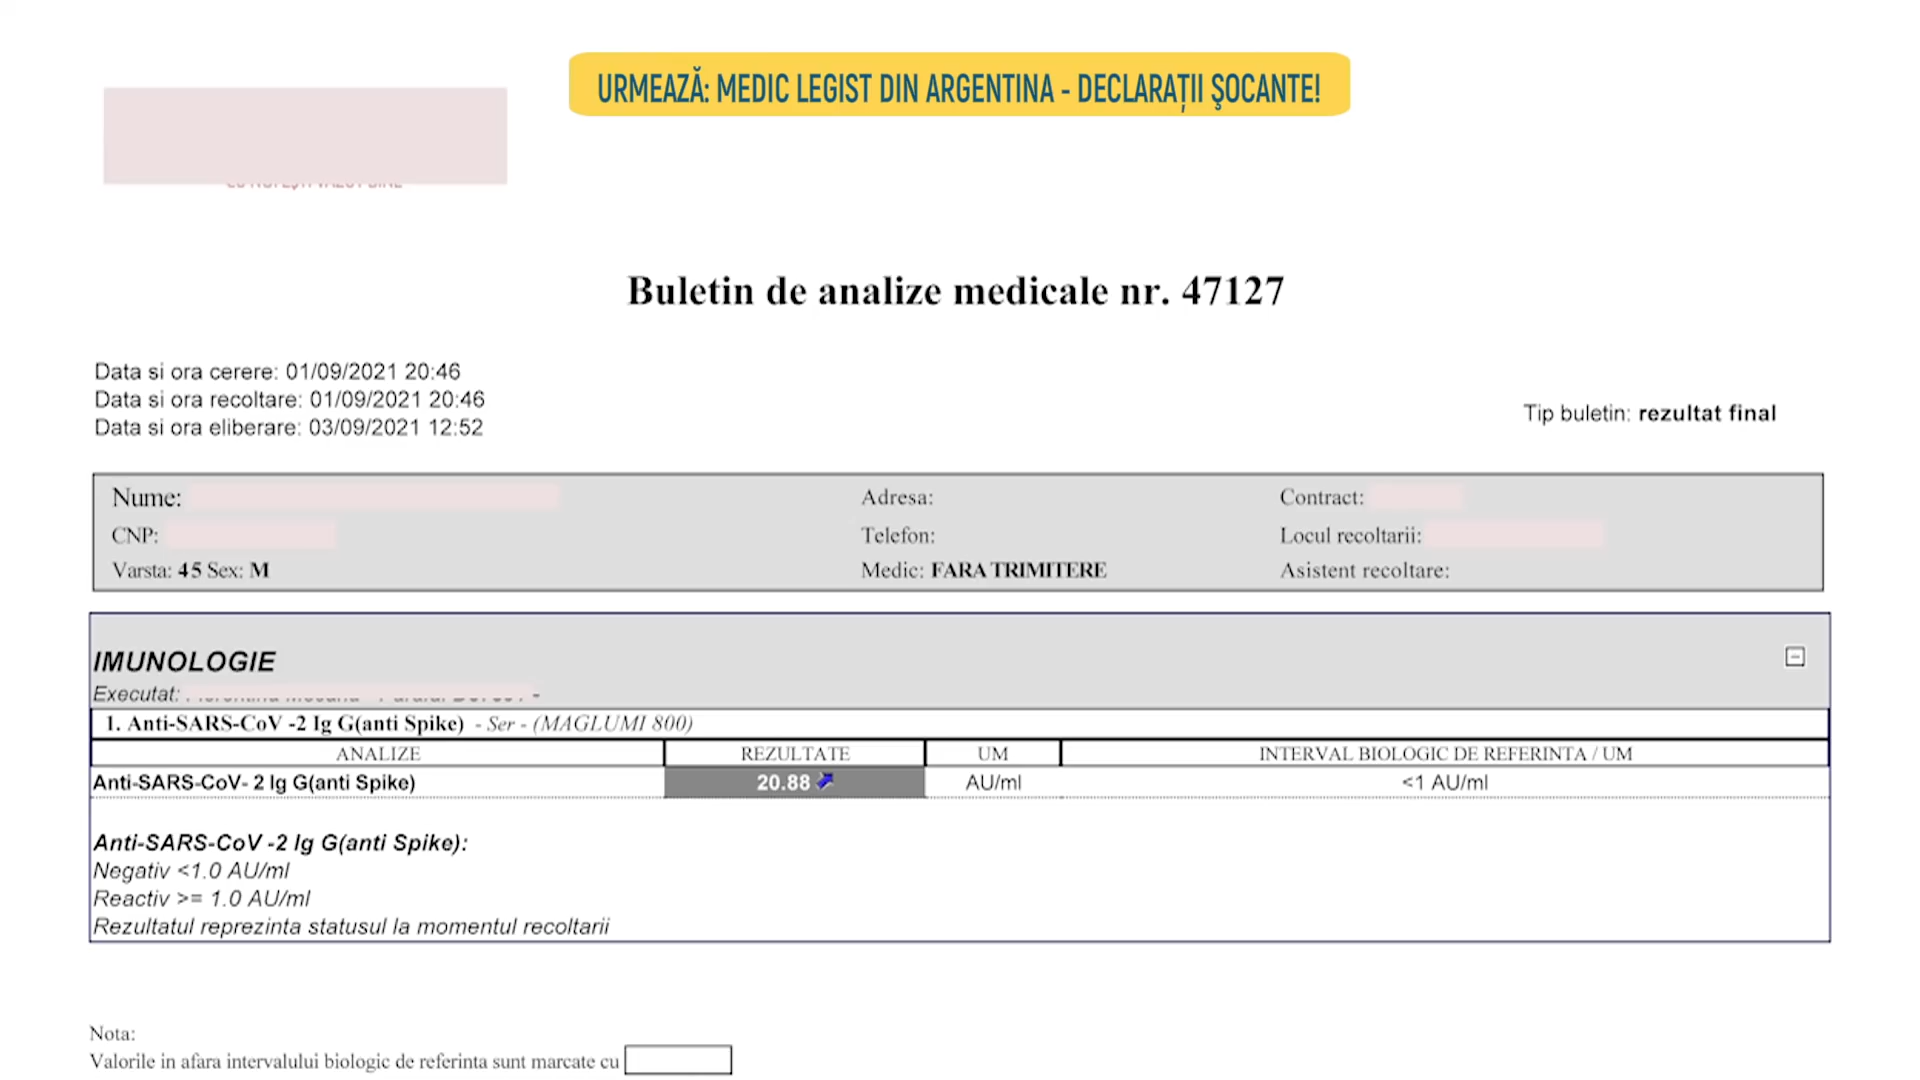 URMEAZĂ: MEDIC LEGIST DIN ARGENTINA - DECLARAȚII ŞOCANTE!
Buletin de analize medicale nr. 47127
Data si ora cerere: 01/09/2021 20:46
Data si ora recoltare: 01/09/2021 20:46
Data si ora eliberare: 03/09/2021 12:52
Tip buletin: rezultat final
Nume: Adresa: Contract:
CNP: Telefon: Locul recoltarii:
Varsta: 45 Sex: M Medic: FARA TRIMITERE Asistent recoltare:
IMUNOLOGIE
Executat: -
1. Anti-SARS-CoV -2 Ig G(anti Spike) - Ser - (MAGLUMI 800)
ANALIZE REZULTATE UM INTERVAL BIOLOGIC DE REFERINTA / UM
Anti-SARS-CoV- 2 Ig G(anti Spike) 20.88 AU/ml <1 AU/ml
Anti-SARS-CoV -2 Ig G(anti Spike):
Negativ <1.0 AU/ml
Reactiv >= 1.0 AU/ml
Rezultatul reprezinta statusul la momentul recoltarii
Nota:
Valorile in afara intervalului biologic de referinta sunt marcate cu